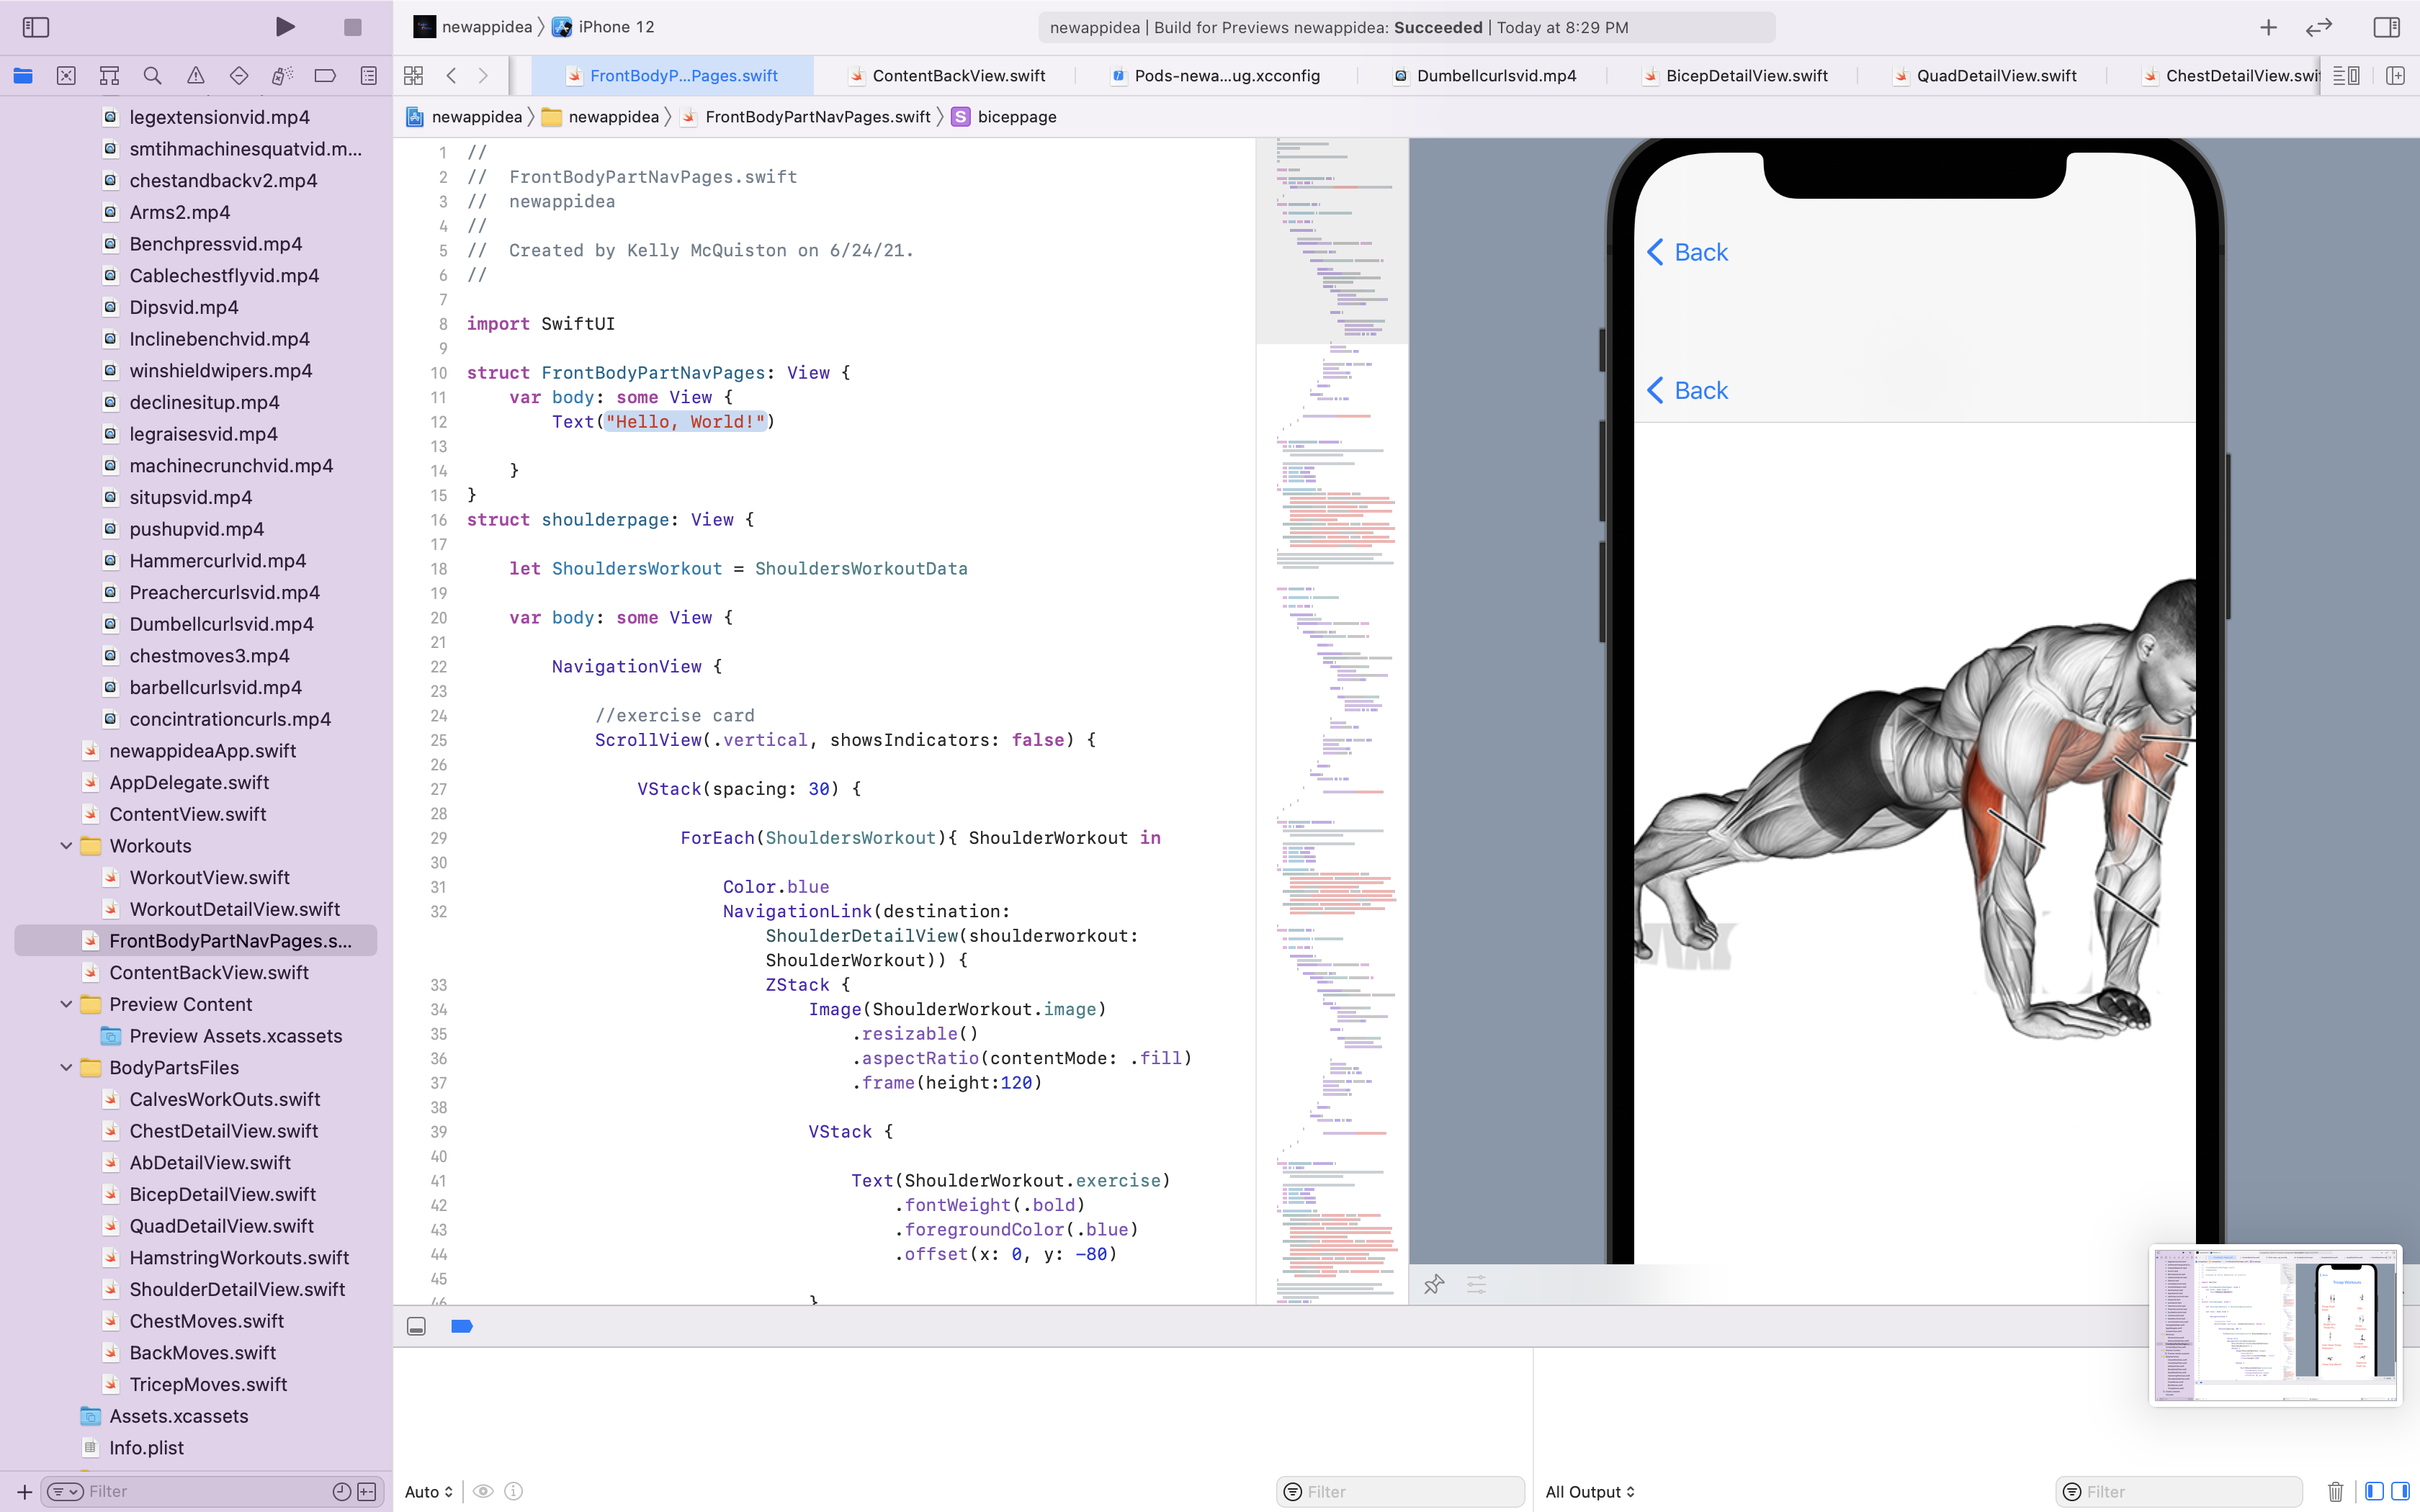 newappidea
iPhone 12
newappidea | Build for Previews newappidea: Succeeded | Today at 8:29 PM
FrontBodyP...Pages.swift
ContentBackView.swift
Pods-newa...ug.xcconfig
Dumbellcurlsvid.mp4
BicepDetailView.swift
QuadDetailView.swift
ChestDetailView.swif
newappidea
newappidea
FrontBodyPartNavPages.swift
S biceppage
legextensionvid.mp4
smtihmachinesquatvid.m...
chestandbackv2.mp4
Arms2.mp4
Benchpressvid.mp4
Cablechestflyvid.mp4
Dipsvid.mp4
Inclinebenchvid.mp4
winshieldwipers.mp4
declinesitup.mp4
legraisesvid.mp4
machinecrunchvid.mp4
situpsvid.mp4
pushupvid.mp4
Hammercurlvid.mp4
Preachercurlsvid.mp4
Dumbellcurlsvid.mp4
chestmoves3.mp4
barbellcurlsvid.mp4
concintrationcurls.mp4
newappideaApp.swift
AppDelegate.swift
ContentView.swift
Workouts
WorkoutView.swift
WorkoutDetailView.swift
FrontBodyPartNavPages.s...
ContentBackView.swift
Preview Content
Preview Assets.xcassets
BodyPartsFiles
CalvesWorkOuts.swift
ChestDetailView.swift
AbDetailView.swift
BicepDetailView.swift
QuadDetailView.swift
HamstringWorkouts.swift
ShoulderDetailView.swift
ChestMoves.swift
BackMoves.swift
TricepMoves.swift
Assets.xcassets
Info.plist
Filter
1 //
2 //  FrontBodyPartNavPages.swift
3 //  newappidea
4 //
5 //  Created by Kelly McQuiston on 6/24/21.
6 //
7
8 import SwiftUI
9
10 struct FrontBodyPartNavPages: View {
11     var body: some View {
12         Text("Hello, World!")
13
14     }
15 }
16 struct shoulderpage: View {
17
18     let ShouldersWorkout = ShouldersWorkoutData
19
20     var body: some View {
21
22         NavigationView {
23
24             //exercise card
25             ScrollView(.vertical, showsIndicators: false) {
26
27                 VStack(spacing: 30) {
28
29                     ForEach(ShouldersWorkout){ ShoulderWorkout in
30
31                         Color.blue
32                         NavigationLink(destination:
ShoulderDetailView(shoulderworkout:
ShoulderWorkout)) {
33                             ZStack {
34                                 Image(ShoulderWorkout.image)
35                                     .resizable()
36                                     .aspectRatio(contentMode: .fill)
37                                     .frame(height:120)
38
39                                 VStack {
40
41                                     Text(ShoulderWorkout.exercise)
42                                         .fontWeight(.bold)
43                                         .foregroundColor(.blue)
44                                         .offset(x: 0, y: -80)
45
46                                 }
Back
Back
Auto
Filter
All Output
Filter